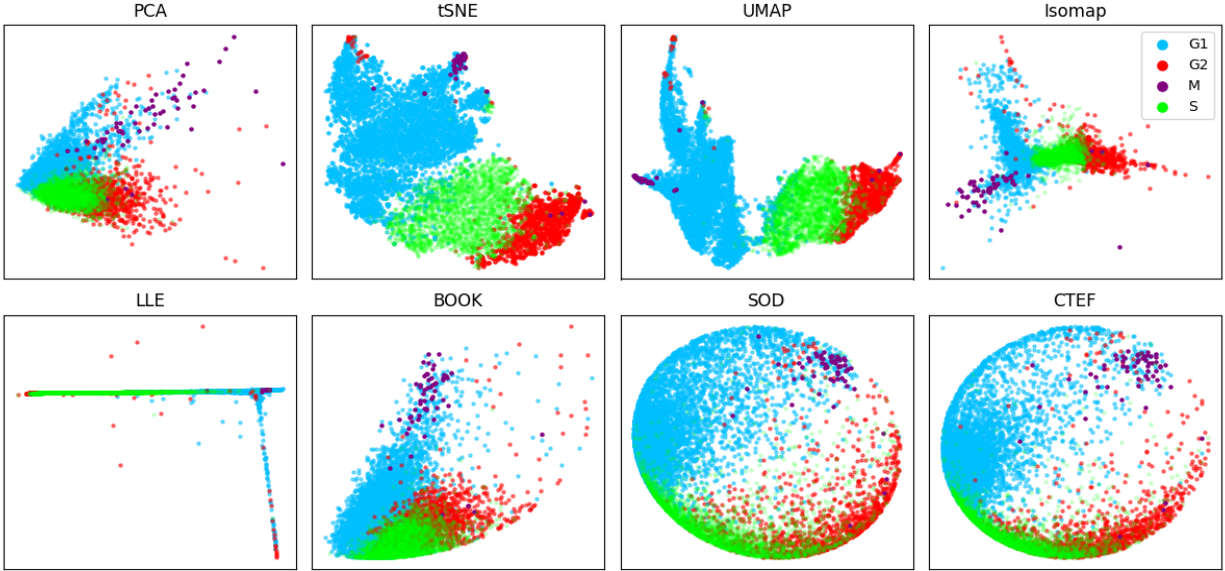 PCA
tSNE
UMAP
Isomap
G1
G2
M
S
LLE
BOOK
SOD
CTEF